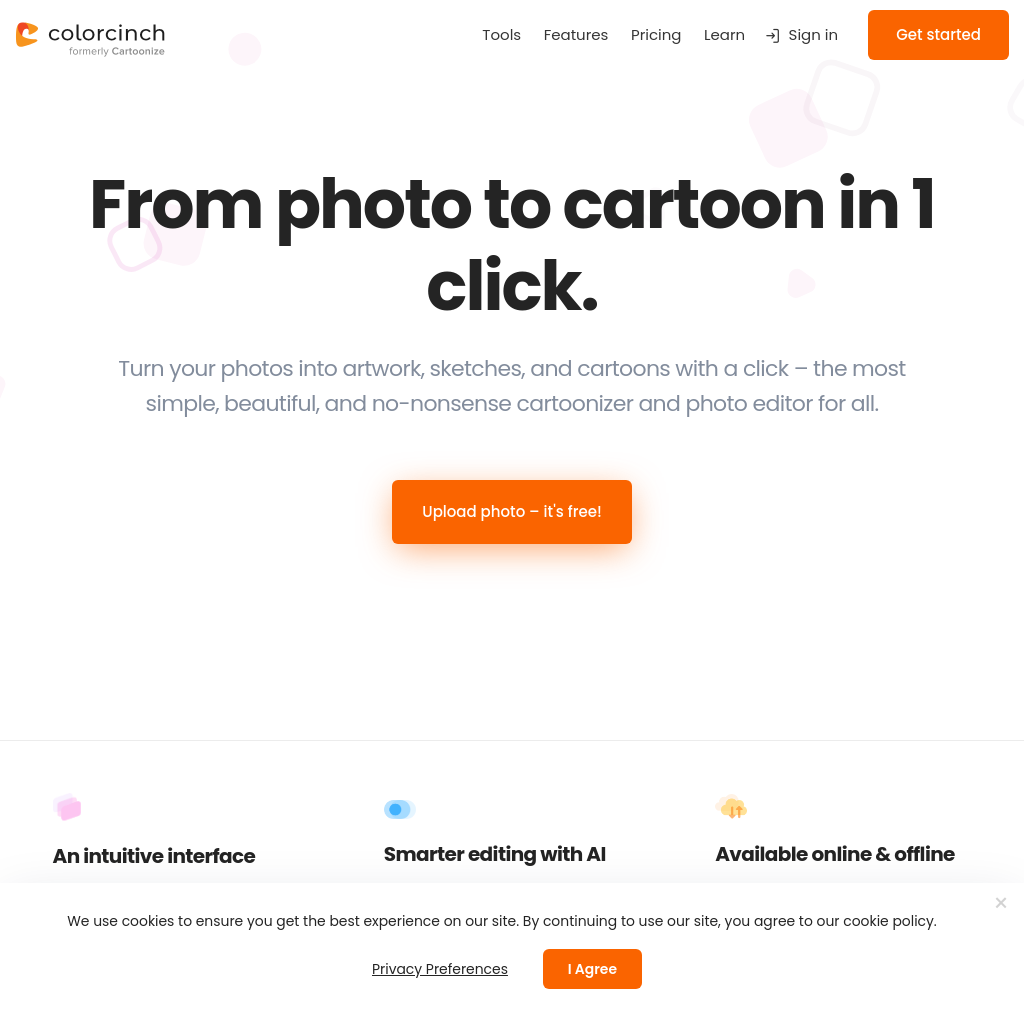 colorcinch
formerly Cartoonize
Tools Features Pricing Learn Sign in Get started
From photo to cartoon in 1
click.
Turn your photos into artwork, sketches, and cartoons with a click – the most
simple, beautiful, and no-nonsense cartoonizer and photo editor for all.
Upload photo – it's free!
An intuitive interface
Smarter editing with AI
Available online & offline
We use cookies to ensure you get the best experience on our site. By continuing to use our site, you agree to our cookie policy.
Privacy Preferences I Agree